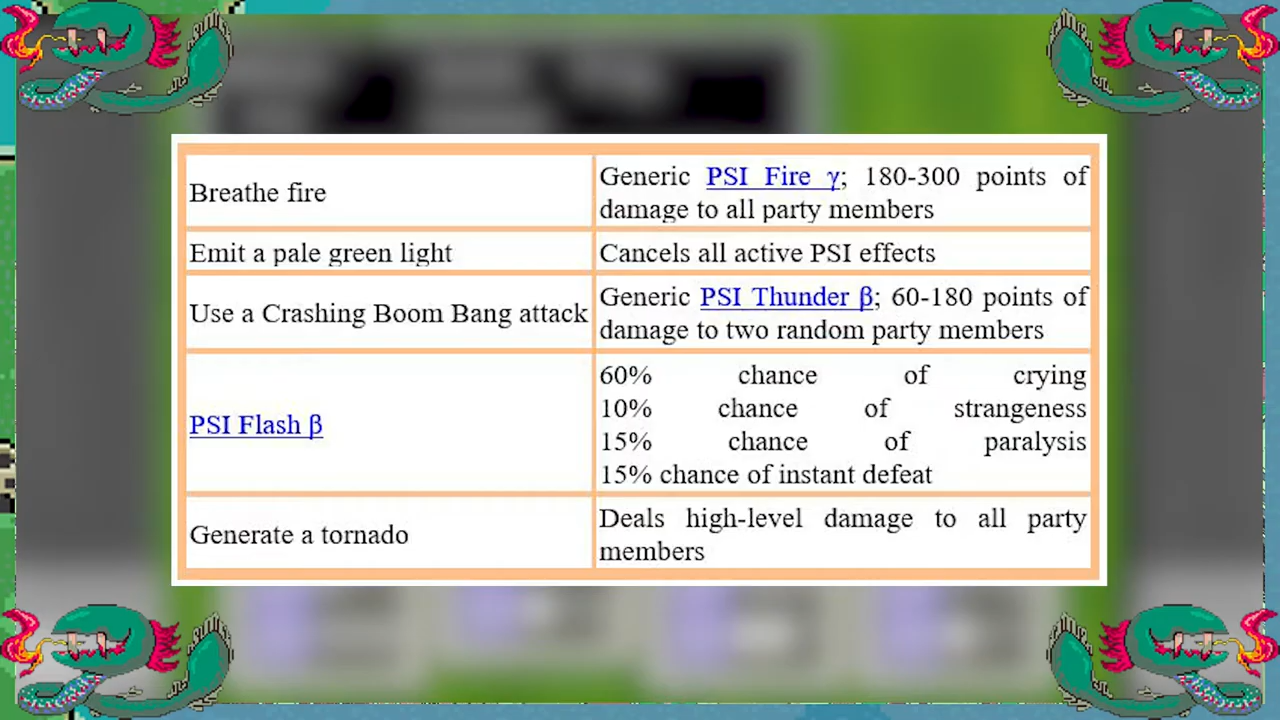 Breathe fire
Generic PSI Fire γ; 180-300 points of
damage to all party members
Emit a pale green light
Cancels all active PSI effects
Use a Crashing Boom Bang attack
Generic PSI Thunder β; 60-180 points of
damage to two random party members
PSI Flash β
60% chance of crying
10% chance of strangeness
15% chance of paralysis
15% chance of instant defeat
Generate a tornado
Deals high-level damage to all party
members